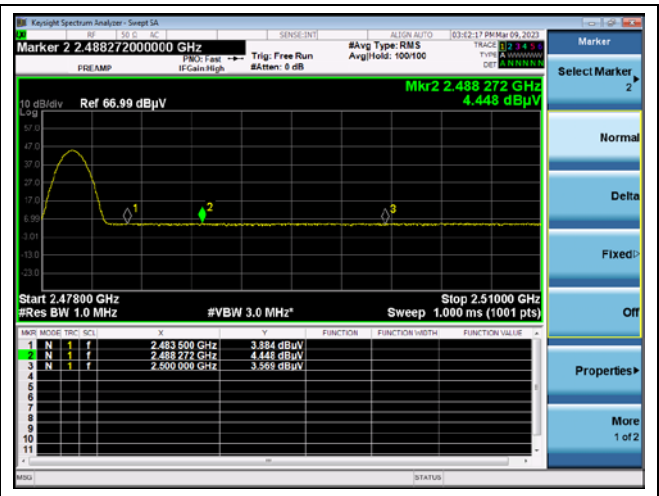 Keysight Spectrum Analyzer - Swept SA
RF 50 Ω AC SENSE:INT ALIGN AUTO 03:02:17 PM Mar 09, 2023
Marker 2 2.488272000000 GHz
PREAMP
PNO: Fast
IFGain:High
Trig: Free Run
#Atten: 0 dB
#Avg Type: RMS
Avg|Hold: 100/100
TRACE 1 2 3 4 5 6
TYPE A WWWWW
DET A N N N N N
Mkr2 2.488 272 GHz
4.448 dBµV
10 dB/div Ref 66.99 dBµV
Log
57.0
47.0
37.0
27.0
17.0
6.99
-3.01
-13.0
-23.0
1
2
3
Start 2.47800 GHz Stop 2.51000 GHz
#Res BW 1.0 MHz #VBW 3.0 MHz* Sweep 1.000 ms (1001 pts)
MKR MODE TRC SCL X Y FUNCTION FUNCTION WIDTH FUNCTION VALUE
1 N 1 f 2.483 500 GHz 3.884 dBuV
2 N 1 f 2.488 272 GHz 4.448 dBuV
3 N 1 f 2.500 000 GHz 3.569 dBuV
4
5
6
7
8
9
10
11
MSG STATUS
Marker
Select Marker
2
Normal
Delta
Fixed
Off
Properties
More
1 of 2